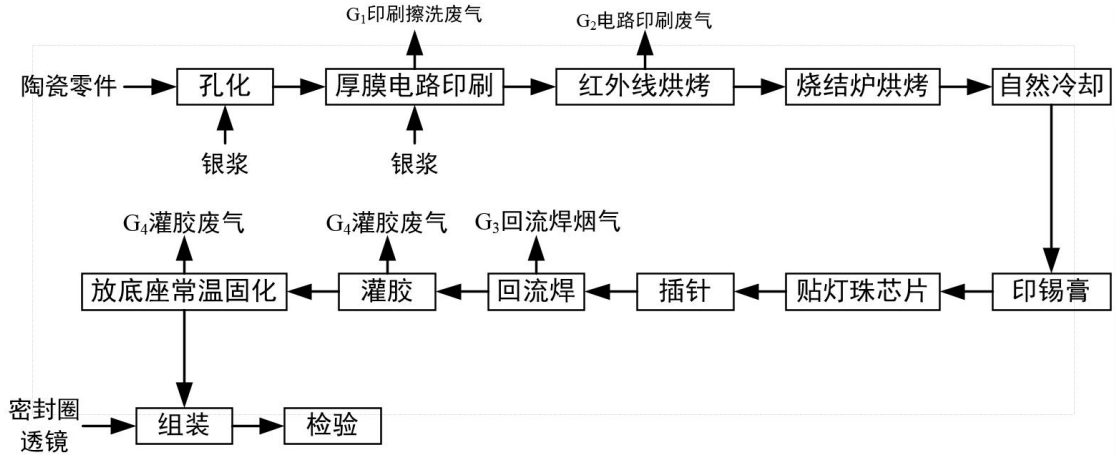 G₁印刷擦洗废气
G₂电路印刷废气
陶瓷零件
孔化
厚膜电路印刷
红外线烘烤
烧结炉烘烤
自然冷却
银浆
银浆
G₄灌胶废气
G₄灌胶废气
G₃回流焊烟气
放底座常温固化
灌胶
回流焊
插针
贴灯珠芯片
印锡膏
密封圈
透镜
组装
检验